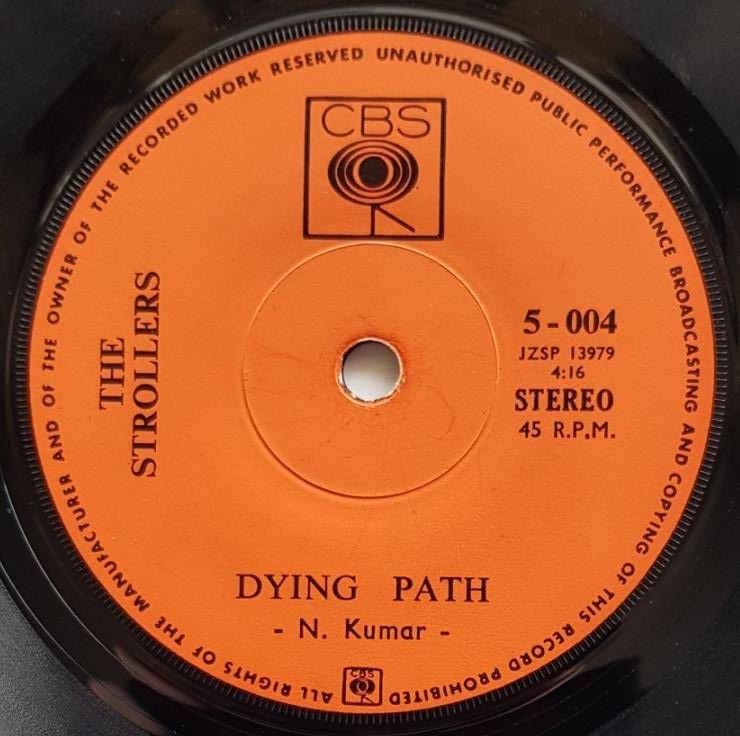 ALL RIGHTS OF THE MANUFACTURER AND OF THE OWNER OF THE RECORDED WORK RESERVED UNAUTHORISED PUBLIC PERFORMANCE BROADCASTING AND COPYING OF THIS RECORD PROHIBITED
CBS
THE
STROLLERS
5-004
JZSP 13979
4:16
STEREO
45 R.P.M.
DYING PATH
- N. Kumar -
CBS